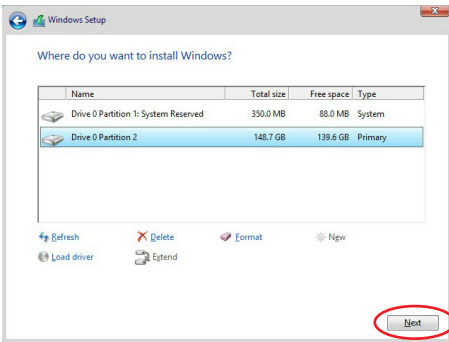 Windows Setup
Where do you want to install Windows?
Name Total size Free space Type
Drive 0 Partition 1: System Reserved 350.0 MB 88.0 MB System
Drive 0 Partition 2 148.7 GB 139.6 GB Primary
Refresh Delete Format New
Load driver Extend
Next